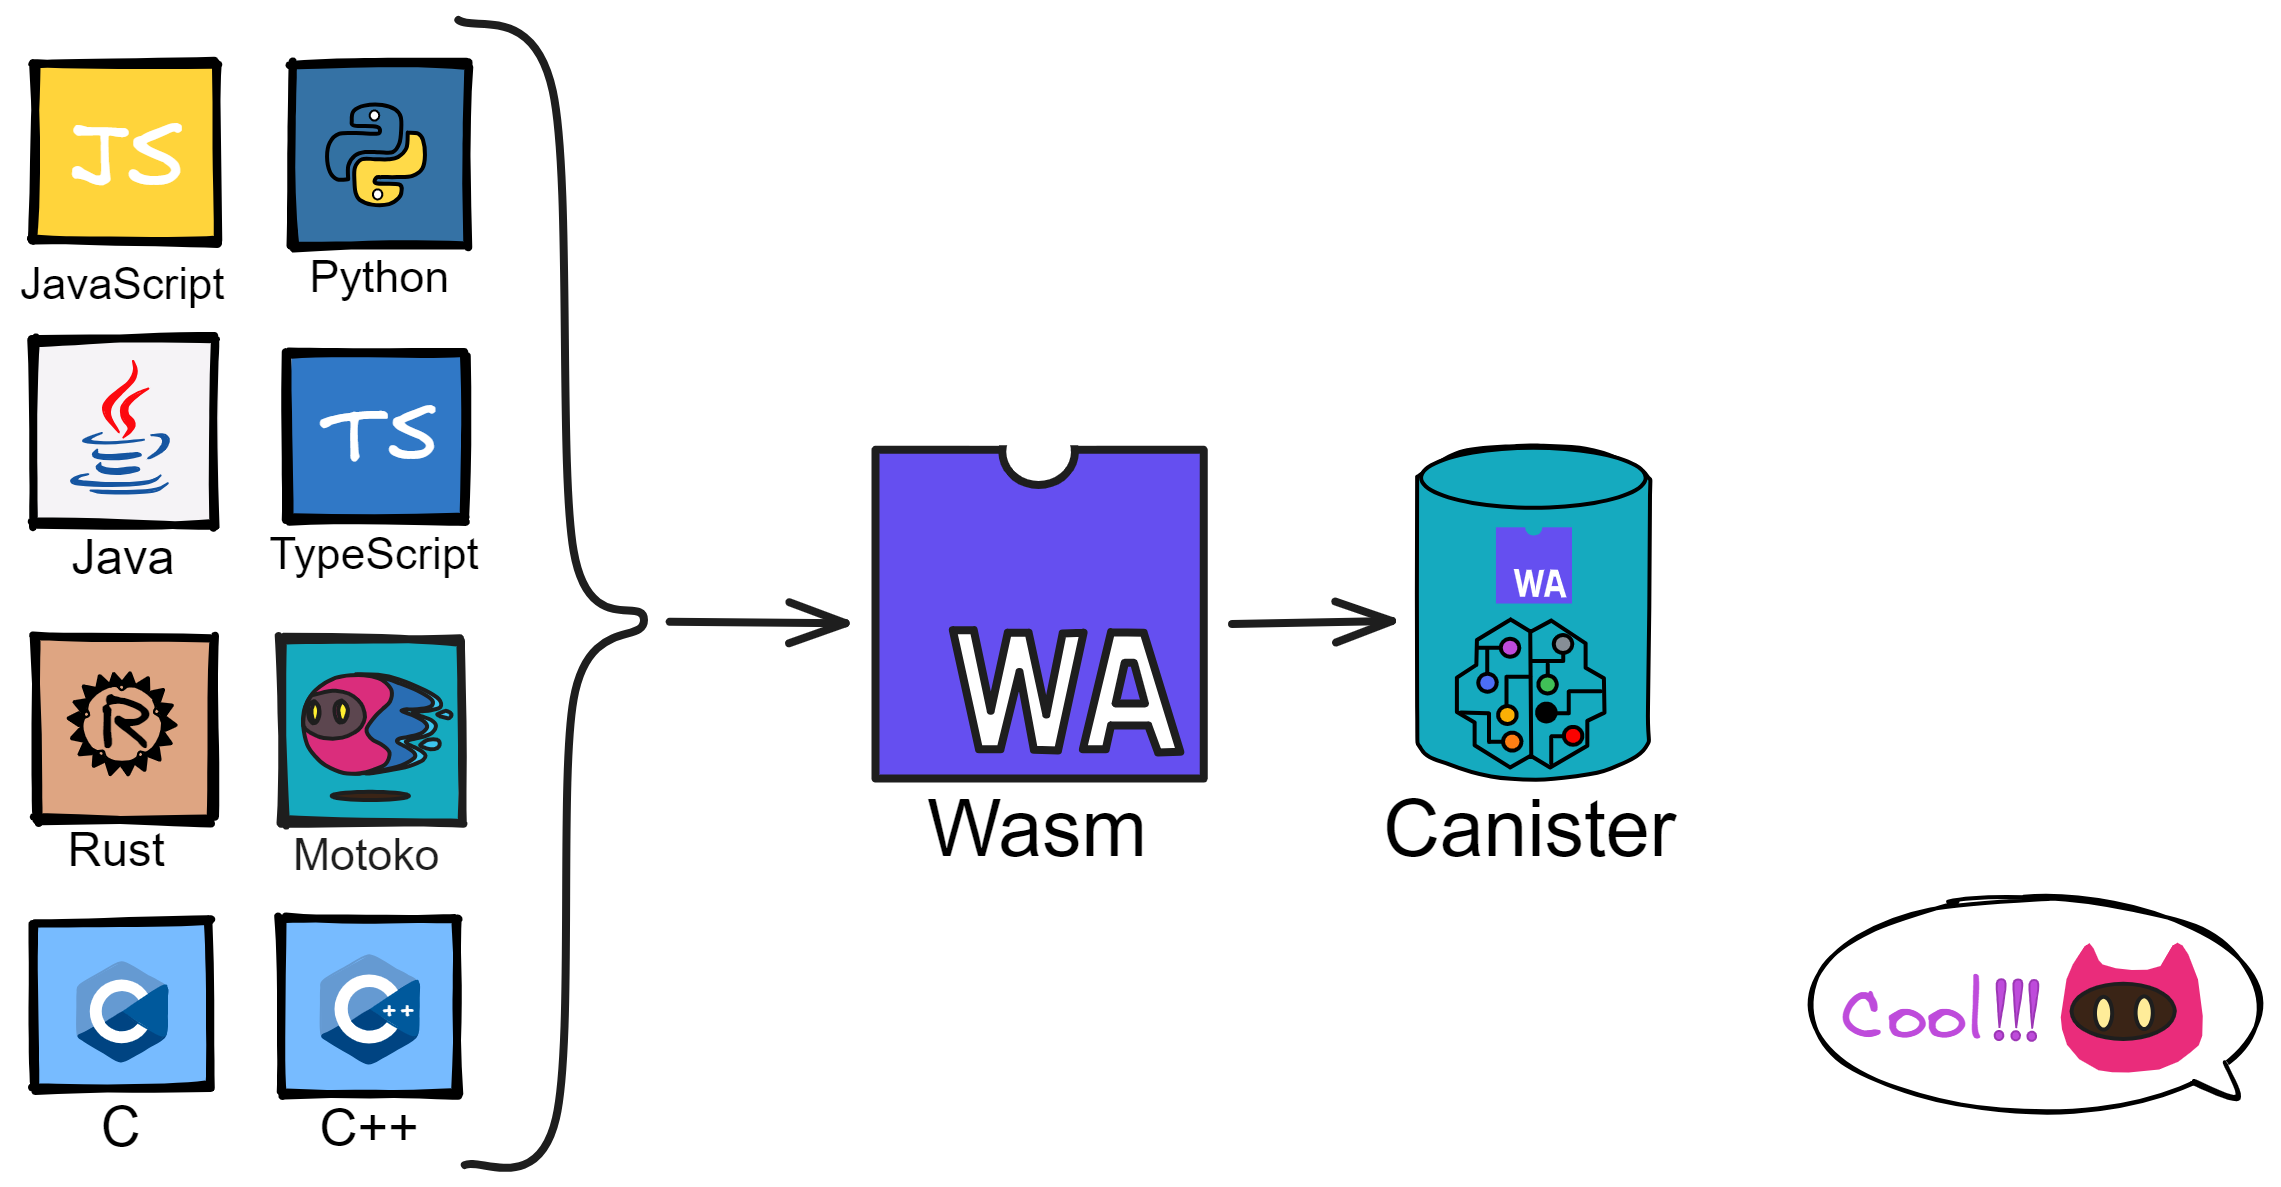 JS
JavaScript
Python
Java
TS
TypeScript
R
Rust
Motoko
C
C
C++
C++
WA
Wasm
WA
Canister
Cool!!!